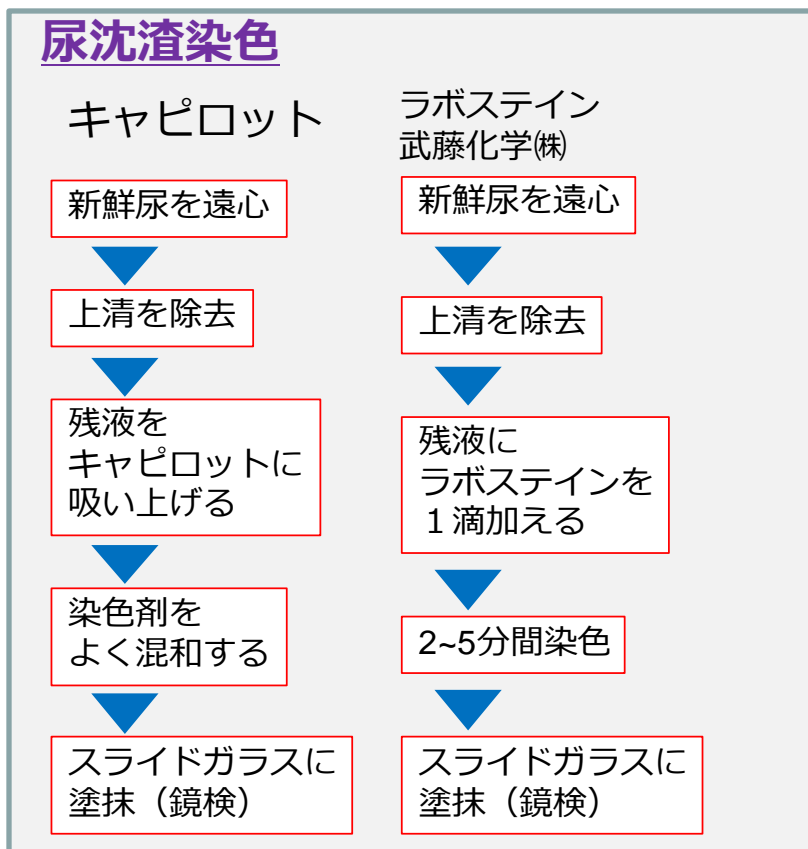 尿沈渣染色
キャピロット
新鮮尿を遠心
上清を除去
残液を
キャピロットに
吸い上げる
染色剤を
よく混和する
スライドガラスに
塗抹（鏡検）
ラボステイン
武藤化学㈱
新鮮尿を遠心
上清を除去
残液に
ラボステインを
１滴加える
2~5分間染色
スライドガラスに
塗抹（鏡検）